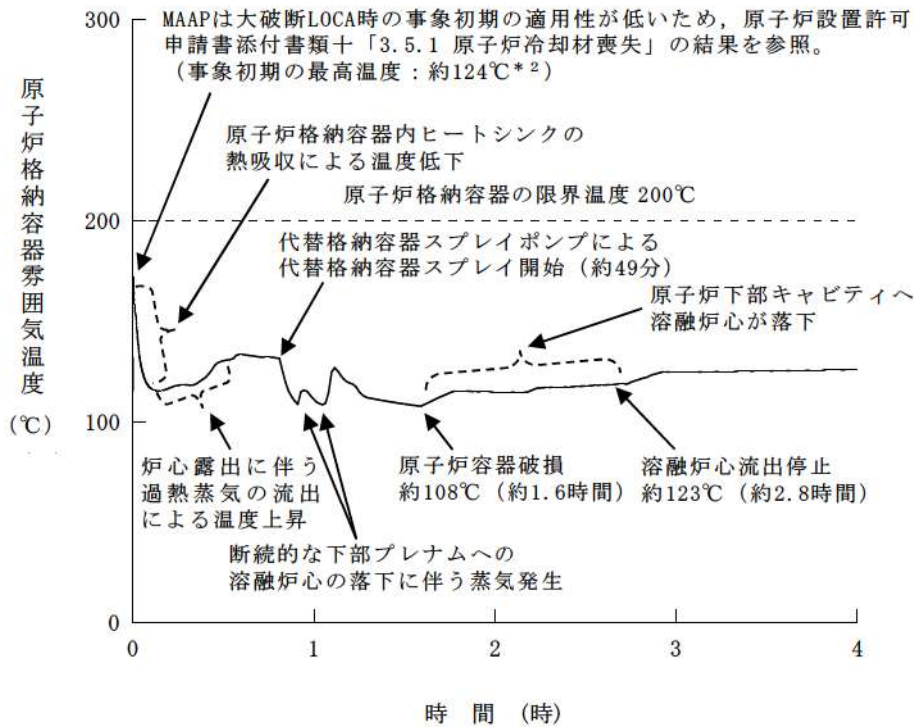 300
MAAPは大破断LOCA時の事象初期の適用性が低いため，原子炉設置許可
申請書添付書類十「3.5.1 原子炉冷却材喪失」の結果を参照。
（事象初期の最高温度：約124℃*2）
原子炉格納容器内ヒートシンクの
熱吸収による温度低下
原子炉格納容器の限界温度 200℃
200
代替格納容器スプレイポンプによる
代替格納容器スプレイ開始（約49分）
原子炉下部キャビティへ
溶融炉心が落下
原子炉格納容器雰囲気温度
(℃)
100
炉心露出に伴う
過熱蒸気の流出
による温度上昇
原子炉容器破損
約108℃（約1.6時間）
溶融炉心流出停止
約123℃（約2.8時間）
断続的な下部プレナムへの
溶融炉心の落下に伴う蒸気発生
0
0 1 2 3 4
時 間 (時)